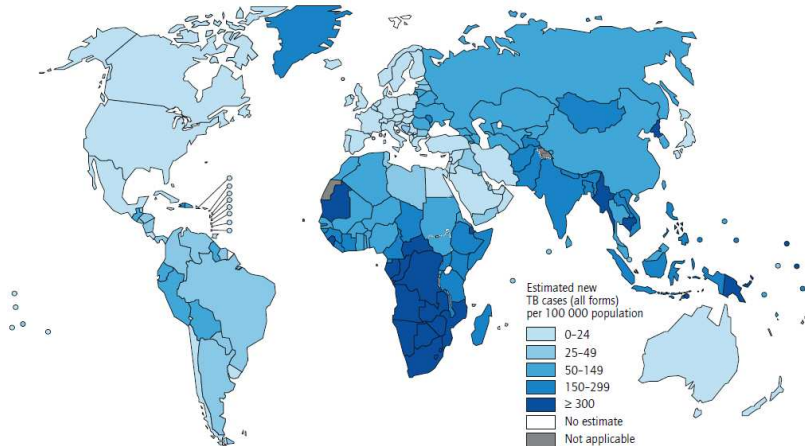 Estimated new
TB cases (all forms)
per 100 000 population
0–24
25–49
50–149
150–299
≥ 300
No estimate
Not applicable